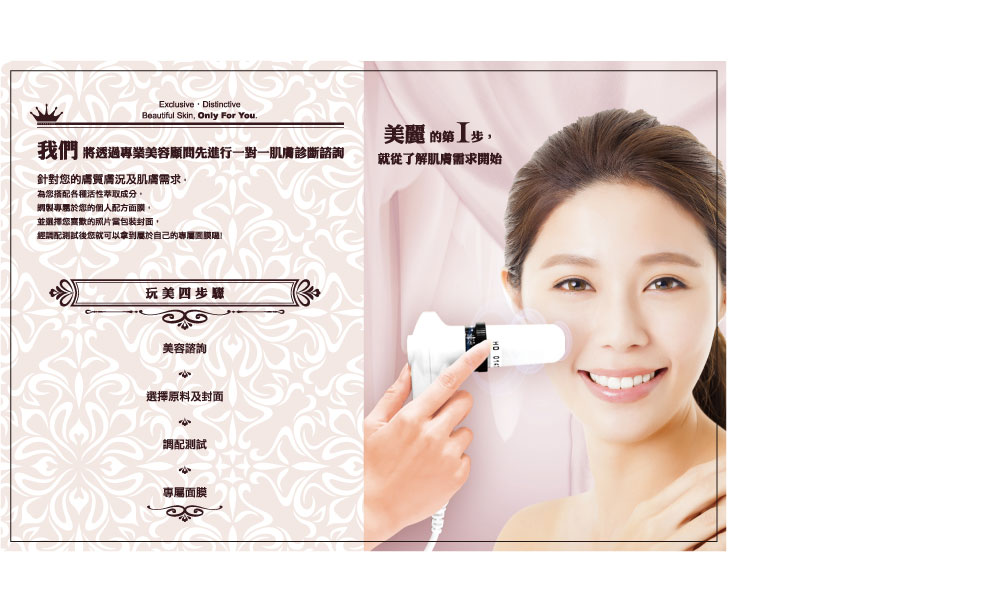 Exclusive · Distinctive
Beautiful Skin, Only For You.
我們 將透過專業美容顧問先進行一對一肌膚診斷諮詢
針對您的膚質膚況及肌膚需求，
為您搭配各種活性萃取成分，
調製專屬於您的個人配方面膜，
並選擇您喜歡的照片當包裝封面，
經調配測試後您就可以拿到屬於自己的專屬面膜囉!
玩美四步驟
美容諮詢
選擇原料及封面
調配測試
專屬面膜
美麗 的第1步，
就從了解肌膚需求開始